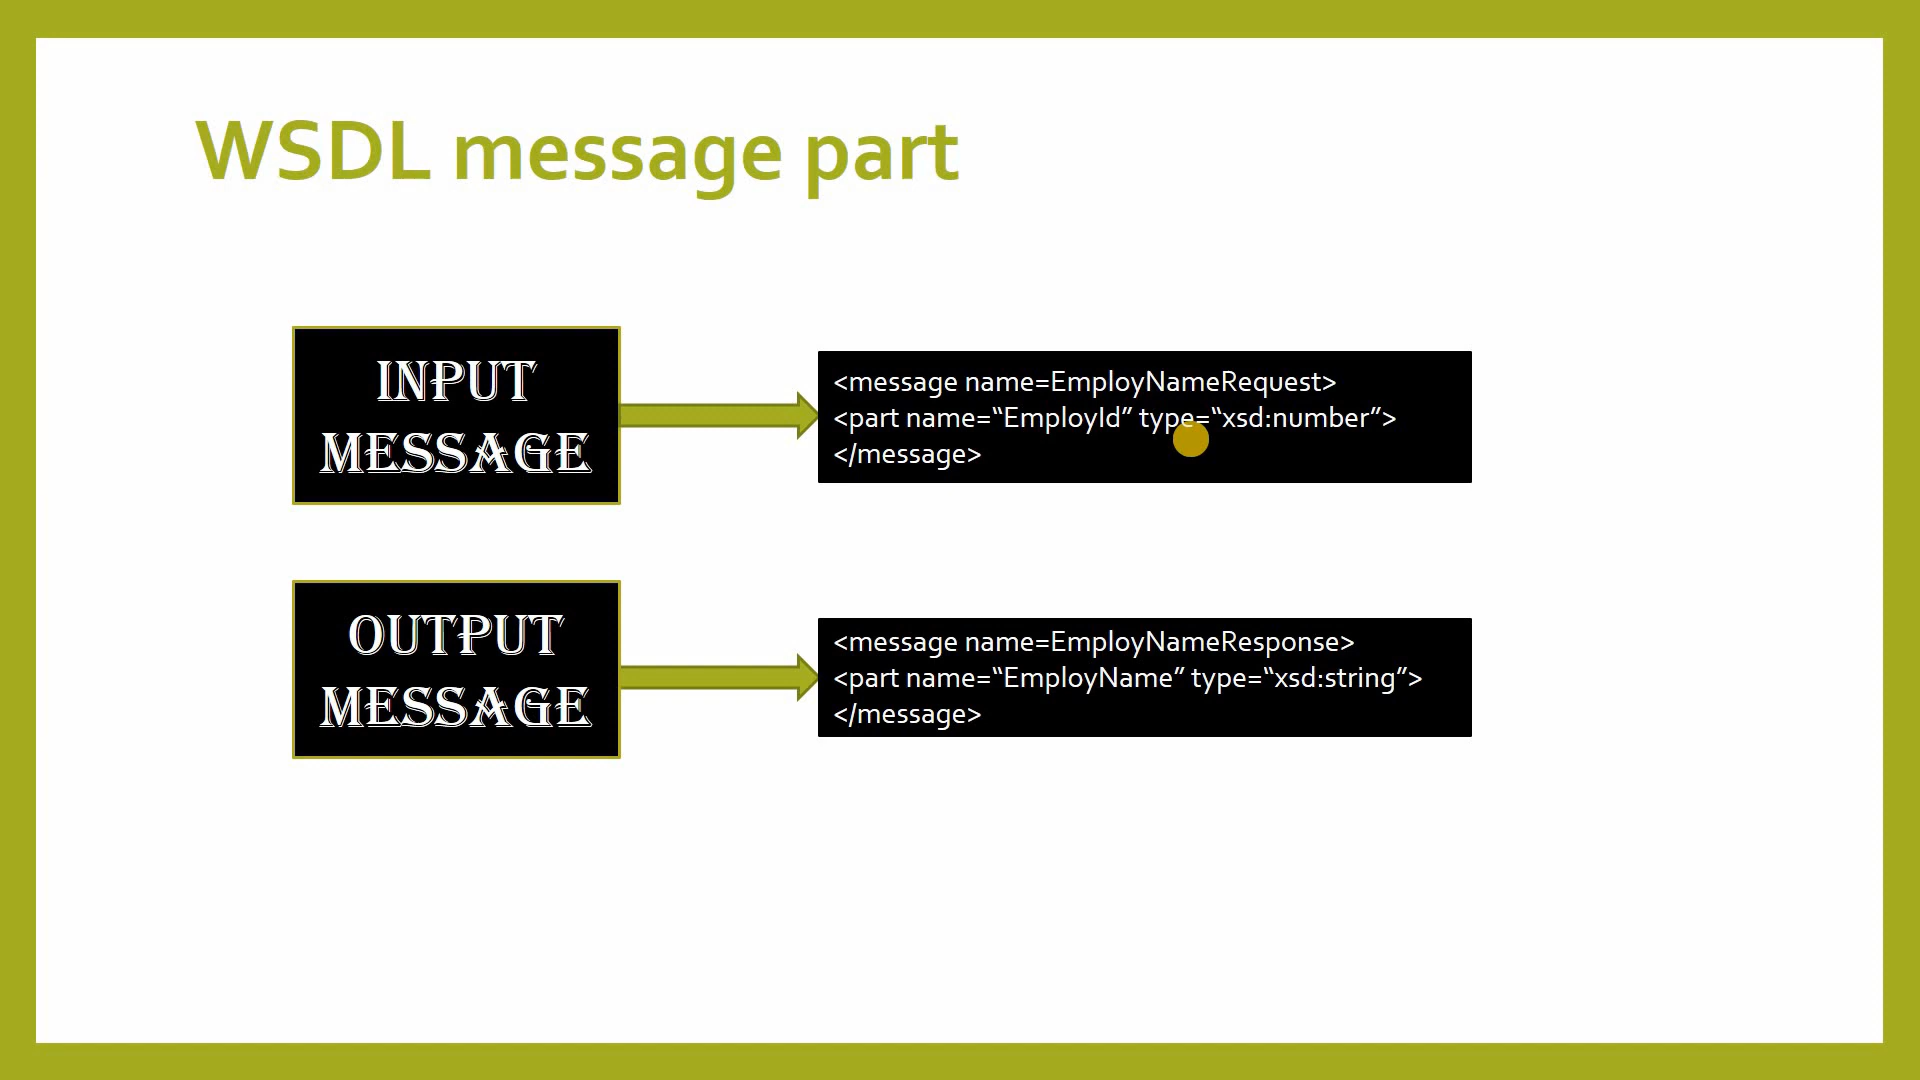 WSDL message part
INPUT
MESSAGE
<message name=EmployNameRequest>
<part name=“EmployId” type=“xsd:number”>
</message>
OUTPUT
MESSAGE
<message name=EmployNameResponse>
<part name=“EmployName” type=“xsd:string”>
</message>